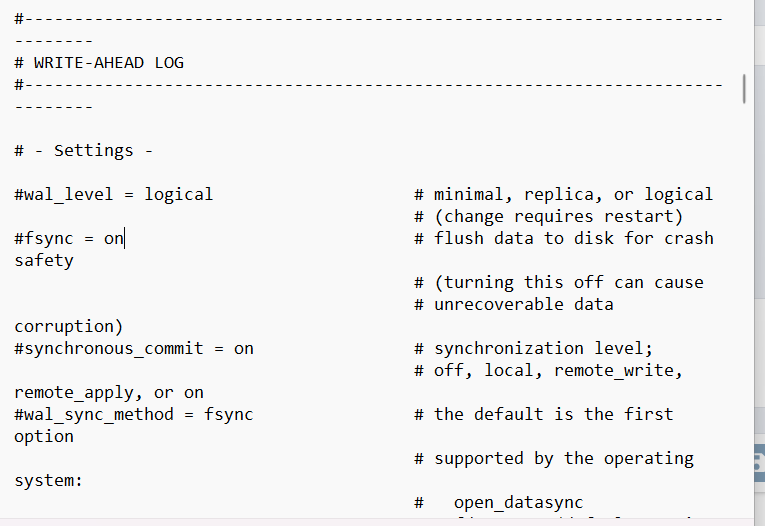 #----------------------------------------------------------------------
--------
# WRITE-AHEAD LOG
#----------------------------------------------------------------------
--------
# - Settings -
#wal_level = logical                    # minimal, replica, or logical
                                        # (change requires restart)
#fsync = on                             # flush data to disk for crash
safety
                                        # (turning this off can cause
                                        # unrecoverable data
corruption)
#synchronous_commit = on                # synchronization level;
                                        # off, local, remote_write,
remote_apply, or on
#wal_sync_method = fsync                # the default is the first
option
                                        # supported by the operating
system:
                                        #   open_datasync